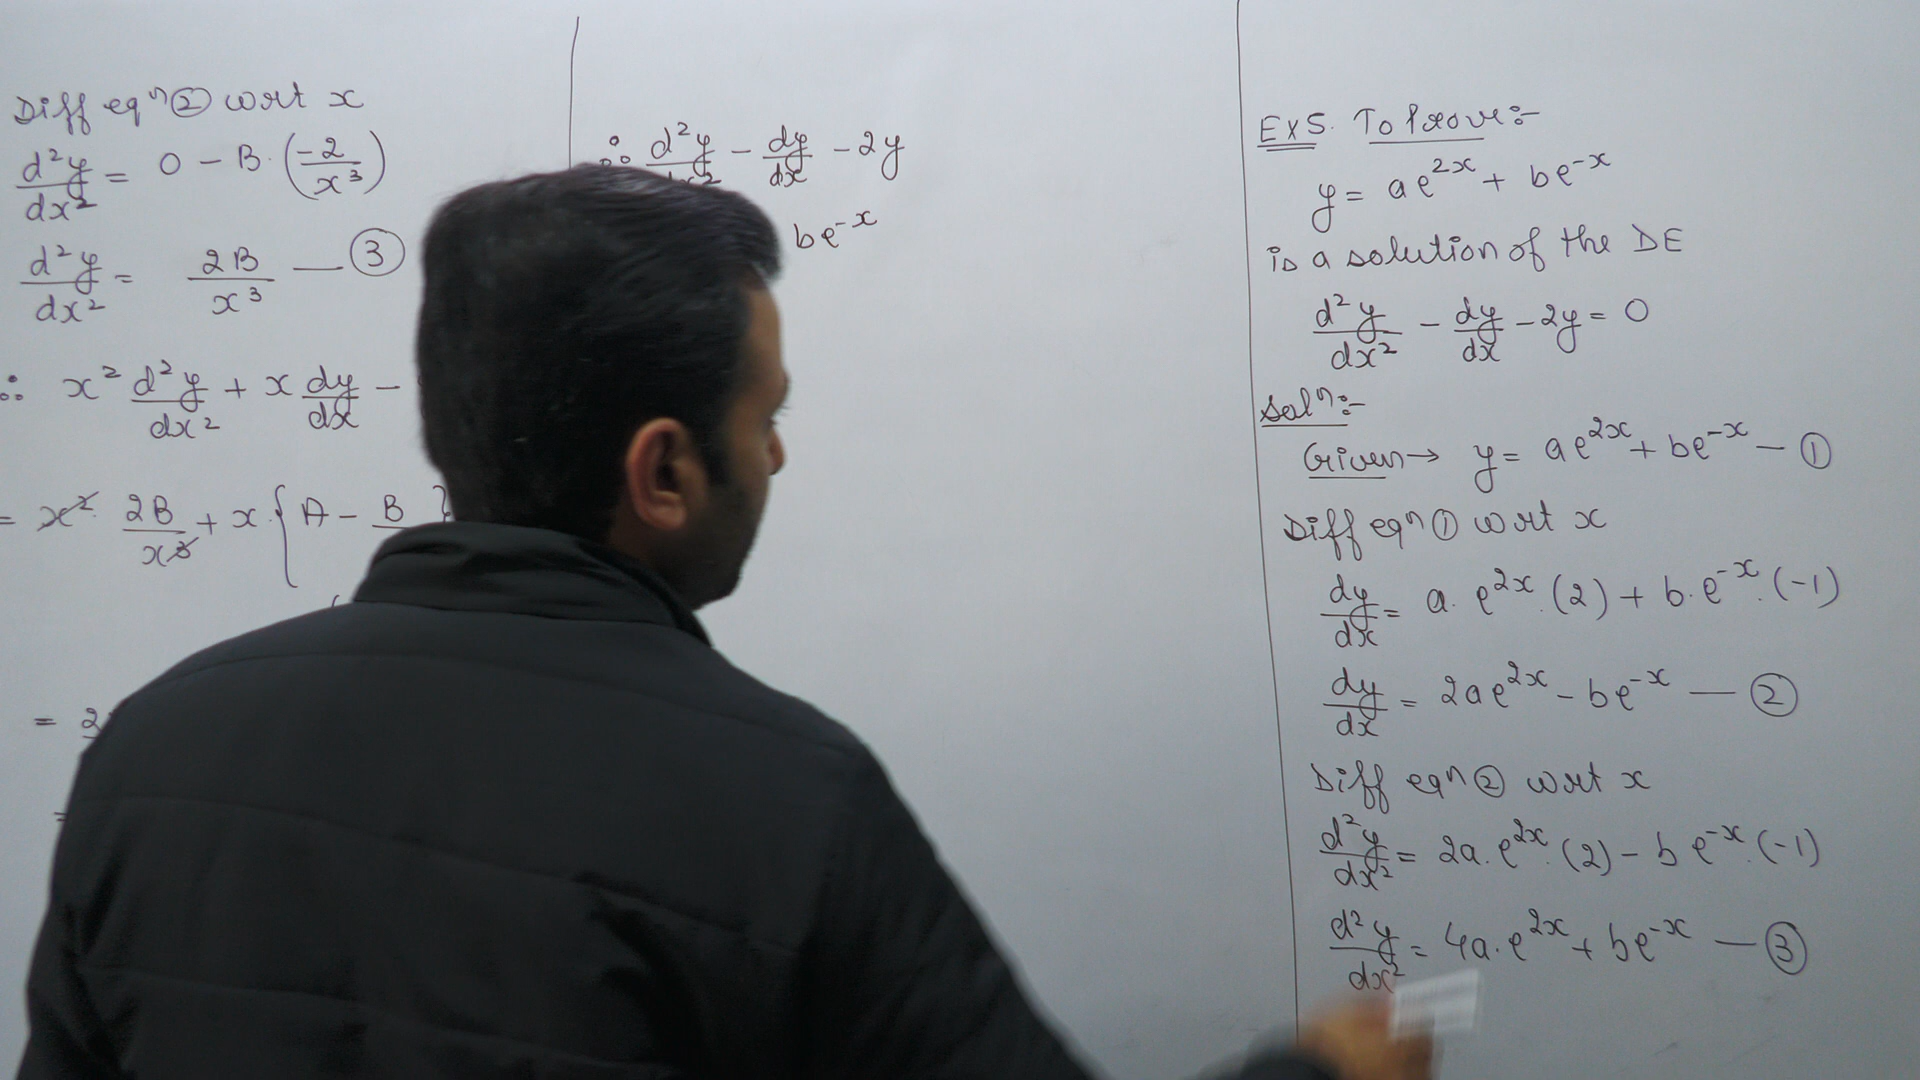 Diff eqⁿ ② wrt x
d²y/dx² = 0 - B·(-2/x³)
d²y/dx² = 2B/x³ — ③
∴ x² d²y/dx² + x dy/dx -
= x²· 2B/x³ + x·{A - B }
= 2
=
∴ d²y/dx² - dy/dx - 2y
be⁻ˣ
EX5. To Prove:-
y = ae²ˣ + be⁻ˣ
is a solution of the DE
d²y/dx² - dy/dx - 2y = 0
Solⁿ:-
Given → y = ae²ˣ + be⁻ˣ — ①
Diff eqⁿ ① wrt x
dy/dx = a· e²ˣ·(2) + b·e⁻ˣ·(-1)
dy/dx = 2ae²ˣ - be⁻ˣ — ②
Diff eqⁿ ② wrt x
d²y/dx² = 2a·e²ˣ·(2) - be⁻ˣ·(-1)
d²y/dx² = 4a·e²ˣ + be⁻ˣ — ③